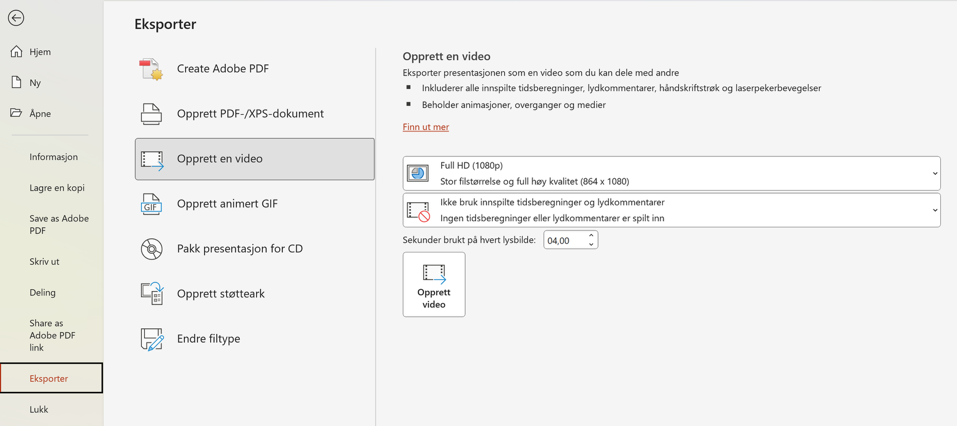 Eksporter
Hjem
Ny
Åpne
Informasjon
Lagre en kopi
Save as Adobe
PDF
Skriv ut
Deling
Share as
Adobe PDF
link
Eksporter
Lukk
Create Adobe PDF
Opprett PDF-/XPS-dokument
Opprett en video
GIF
Opprett animert GIF
Pakk presentasjon for CD
Opprett støtteark
Endre filtype
Opprett en video
Eksporter presentasjonen som en video som du kan dele med andre
Inkluderer alle innspilte tidsberegninger, lydkommentarer, håndskriftstrøk og laserpekerbevegelser
Beholder animasjoner, overganger og medier
Finn ut mer
Full HD (1080p)
Stor filstørrelse og full høy kvalitet (864 x 1080)
Ikke bruk innspilte tidsberegninger og lydkommentarer
Ingen tidsberegninger eller lydkommentarer er spilt inn
Sekunder brukt på hvert lysbilde: 04,00
Opprett
video